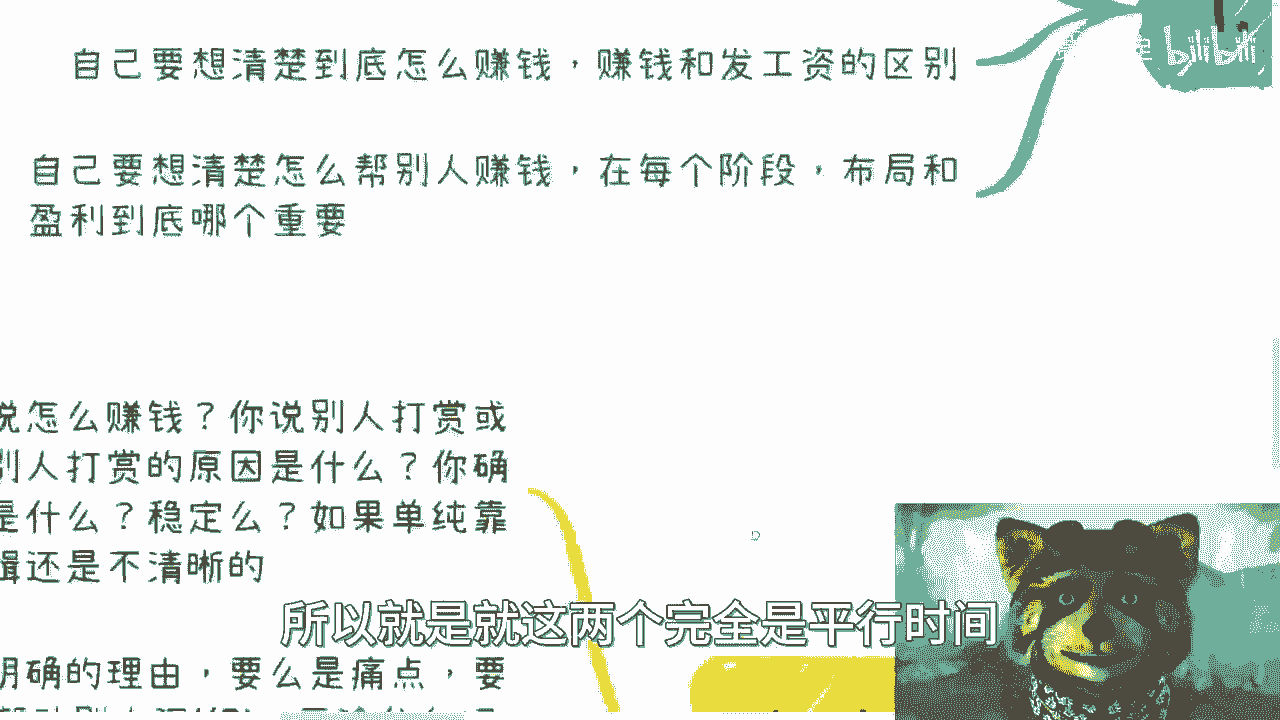 自己要想清楚到底怎么赚钱，赚钱和发工资的区别
bilibili
自己要想清楚怎么帮别人赚钱，在每个阶段，布局和
盈利到底哪个重要
说怎么赚钱？你说别人打赏或
别人打赏的原因是什么？你确
是什么？稳定么？如果单纯靠
辑还是不清晰的
所以就是就这两个完全是平行时间
明确的理由，要么是痛点，要